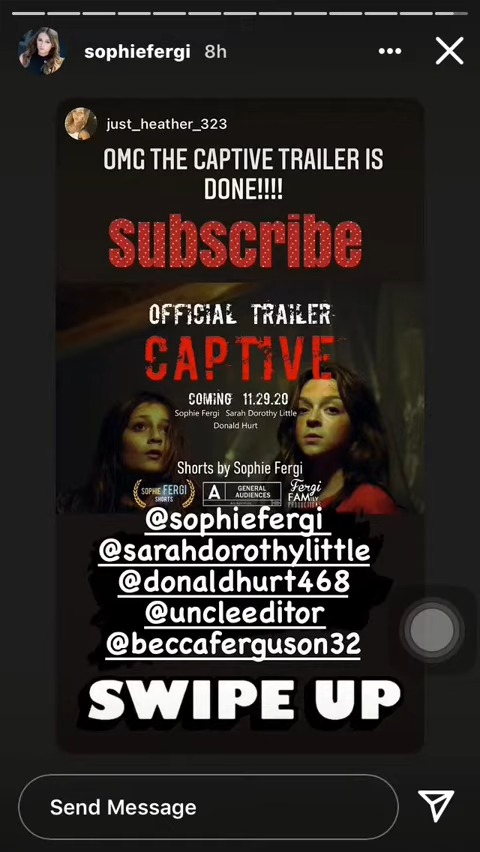 sophiefergi 8h
just_heather_323
OMG THE CAPTIVE TRAILER IS
DONE!!!!
Subscribe
OFFICIAL TRAILER
CAPTIVE
COMING 11.29.20
Sophie Fergi Sarah Dorothy Little
Donald Hurt
Shorts by Sophie Fergi
SOPHIE FERGI
SHORTS
A GENERAL
AUDIENCES
Fergi
FAMILY
PRODUCTIONS
@sophiefergi
@sarahdorothylittle
@donaldhurt468
@uncleeditor
@beccaferguson32
SWIPE UP
Send Message